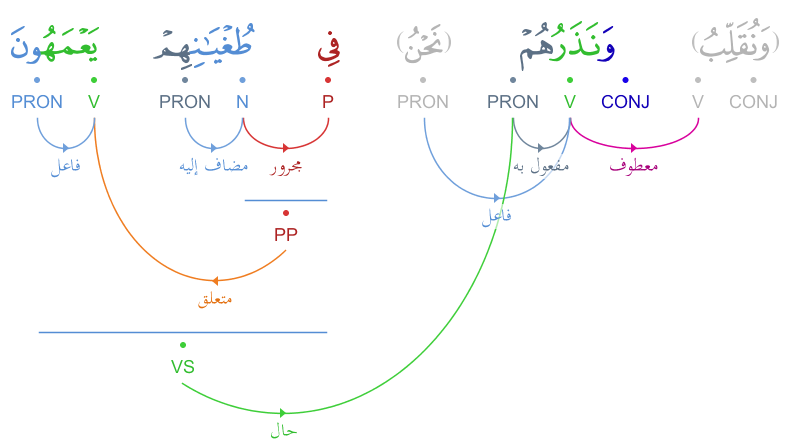 (وَنُقَلِّبُ) وَنَذَرُهُمْ (نَحْنُ) فِي طُغْيَـٰنِهِمْ يَعْمَهُونَ
PRON V PRON N P PRON PRON V CONJ V CONJ
فاعل مضاف إليه مجرور مفعول به معطوف
فاعل
PP
متعلق
VS
حال